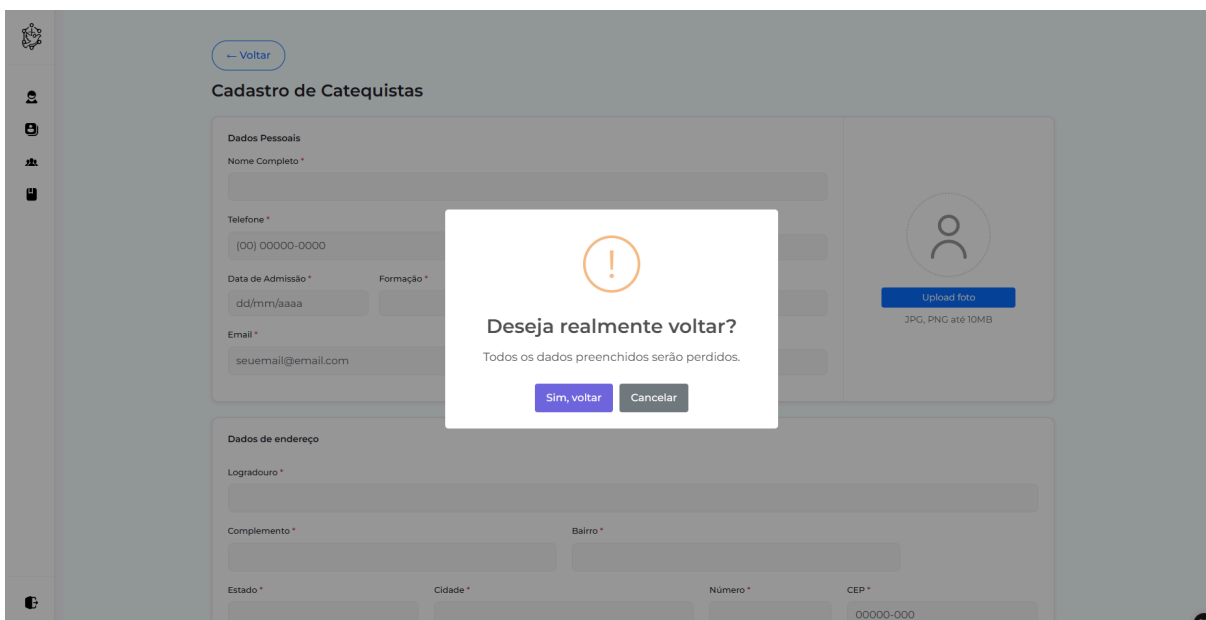 ← Voltar
Cadastro de Catequistas
Dados Pessoais
Nome Completo *
Telefone *
(00) 00000-0000
Data de Admissão * Formação *
dd/mm/aaaa
Email *
seuemail@email.com
Upload foto
JPG, PNG até 10MB
!
Deseja realmente voltar?
Todos os dados preenchidos serão perdidos.
Sim, voltar Cancelar
Dados de endereço
Logradouro *
Complemento * Bairro *
Estado * Cidade * Número * CEP *
00000-000